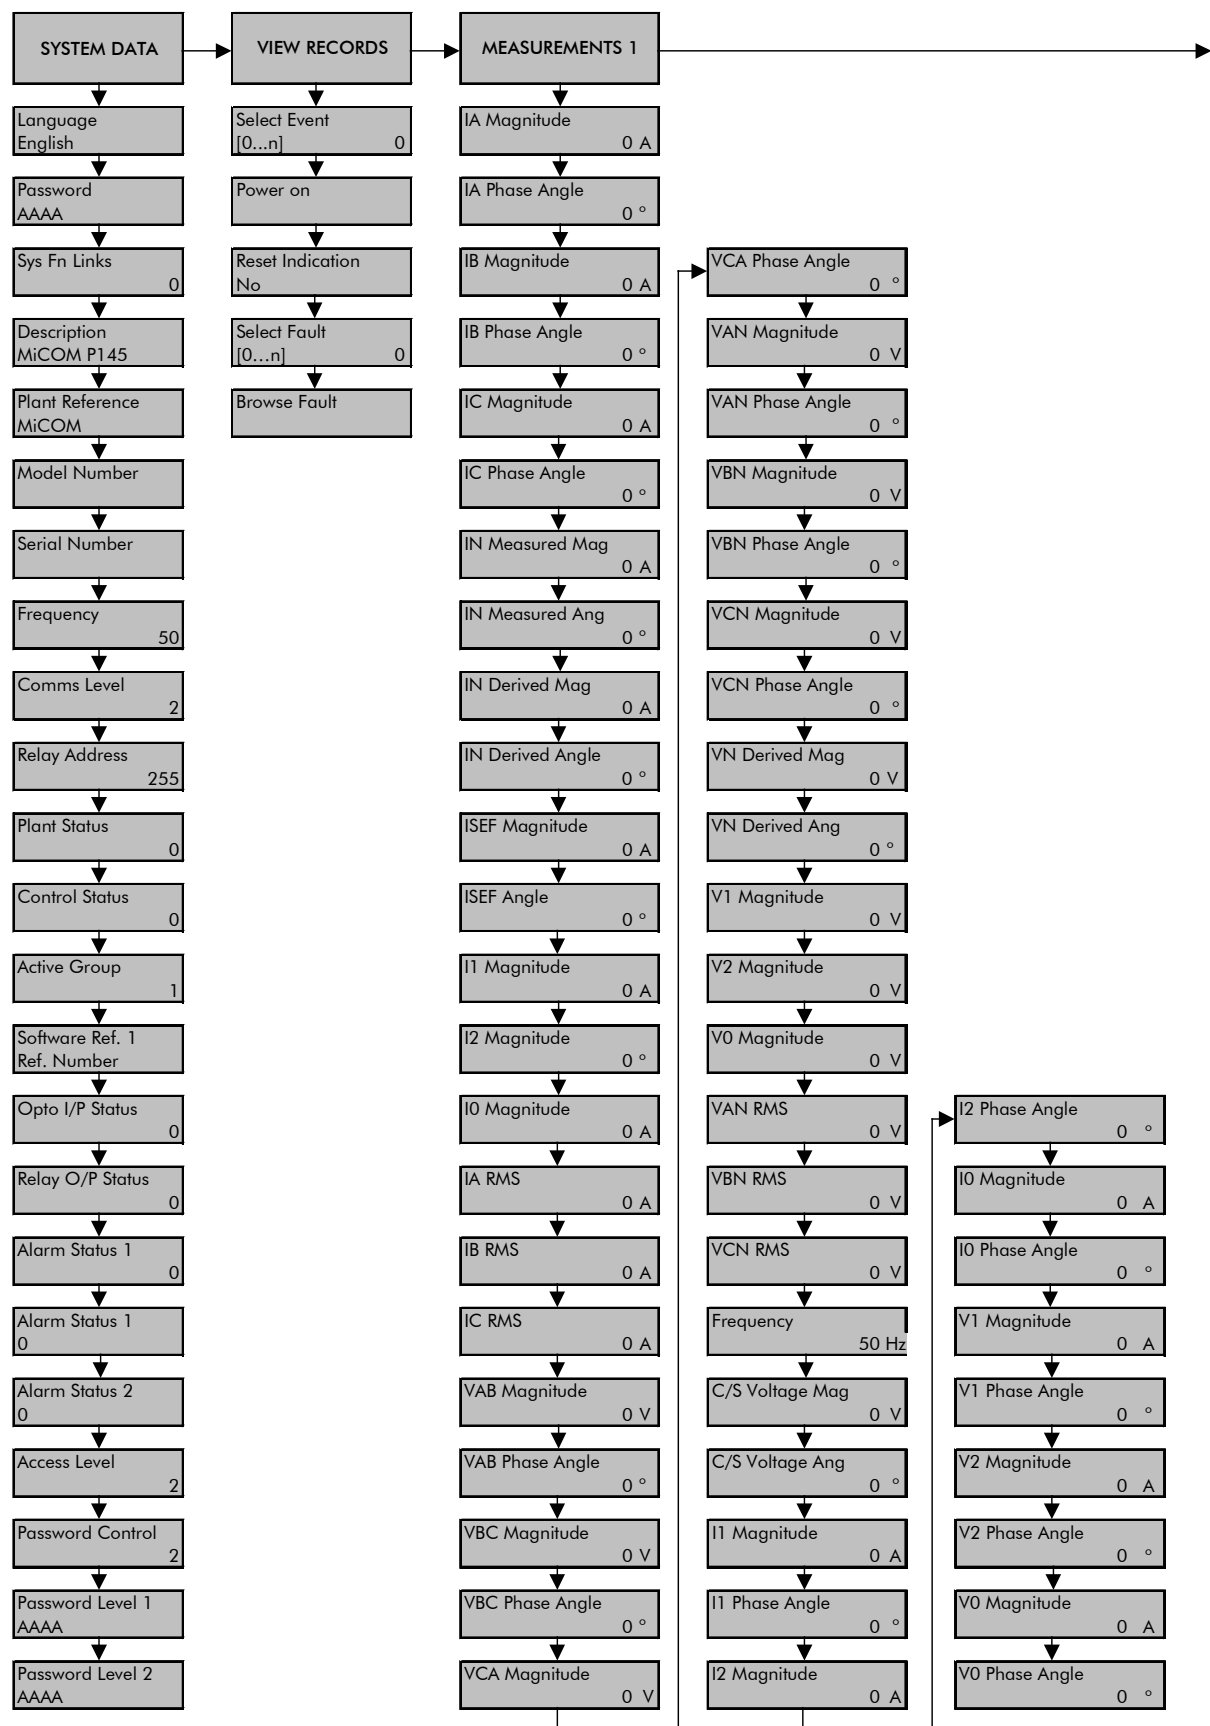 SYSTEM DATA
Language
English
Password
AAAA
Sys Fn Links
0
Description
MiCOM P145
Plant Reference
MiCOM
Model Number
Serial Number
Frequency
50
Comms Level
2
Relay Address
255
Plant Status
0
Control Status
0
Active Group
1
Software Ref. 1
Ref. Number
Opto I/P Status
0
Relay O/P Status
0
Alarm Status 1
0
Alarm Status 1
0
Alarm Status 2
0
Access Level
2
Password Control
2
Password Level 1
AAAA
Password Level 2
AAAA
VIEW RECORDS
Select Event
[0...n] 0
Power on
Reset Indication
No
Select Fault
[0...n] 0
Browse Fault
MEASUREMENTS 1
IA Magnitude
0 A
IA Phase Angle
0 °
IB Magnitude
0 A
IB Phase Angle
0 °
IC Magnitude
0 A
IC Phase Angle
0 °
IN Measured Mag
0 A
IN Measured Ang
0 °
IN Derived Mag
0 A
IN Derived Angle
0 °
ISEF Magnitude
0 A
ISEF Angle
0 °
I1 Magnitude
0 A
I2 Magnitude
0 °
I0 Magnitude
0 A
IA RMS
0 A
IB RMS
0 A
IC RMS
0 A
VAB Magnitude
0 V
VAB Phase Angle
0 °
VBC Magnitude
0 V
VBC Phase Angle
0 °
VCA Magnitude
0 V
VCA Phase Angle
0 °
VAN Magnitude
0 V
VAN Phase Angle
0 °
VBN Magnitude
0 V
VBN Phase Angle
0 °
VCN Magnitude
0 V
VCN Phase Angle
0 °
VN Derived Mag
0 V
VN Derived Ang
0 °
V1 Magnitude
0 V
V2 Magnitude
0 V
V0 Magnitude
0 V
VAN RMS
0 V
VBN RMS
0 V
VCN RMS
0 V
Frequency
50 Hz
C/S Voltage Mag
0 V
C/S Voltage Ang
0 °
I1 Magnitude
0 A
I1 Phase Angle
0 °
I2 Magnitude
0 A
I2 Phase Angle
0 °
I0 Magnitude
0 A
I0 Phase Angle
0 °
V1 Magnitude
0 A
V1 Phase Angle
0 °
V2 Magnitude
0 A
V2 Phase Angle
0 °
V0 Magnitude
0 A
V0 Phase Angle
0 °